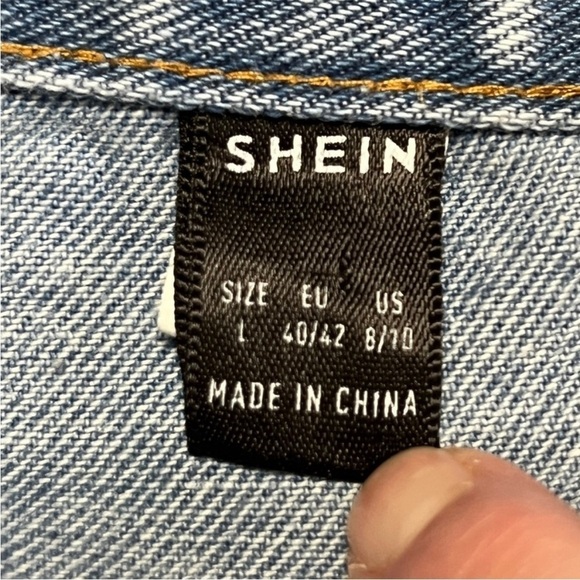 SHEIN
SIZE EU US
L 40/42 8/10
MADE IN CHINA